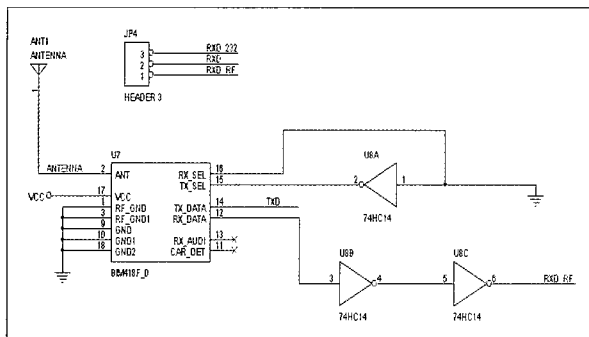 ANT1
ANTENNA
JP4
3 RXD_232
2 RXD
1 RXD_RF
HEADER 3
U7
ANTENNA 2 ANT
RX_SEL 16
TX_SEL 15
VCC 17 VCC
1 RF_GND
3 RF_GND1
9 GND
10 GND1
18 GND2
TX_DATA 14 TXD
RX_DATA 12
RX_AUDI 13
CAR_DET 11
BIM418F_D
U8A
2 1
74HC14
U8B
3 4
74HC14
U8C
5 6 RXD_RF
74HC14